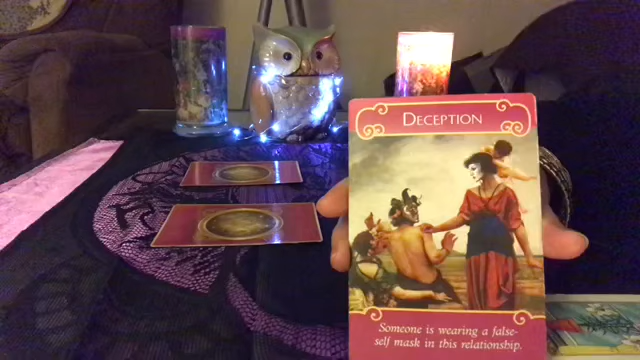 DECEPTION
Someone is wearing a false-
self mask in this relationship.